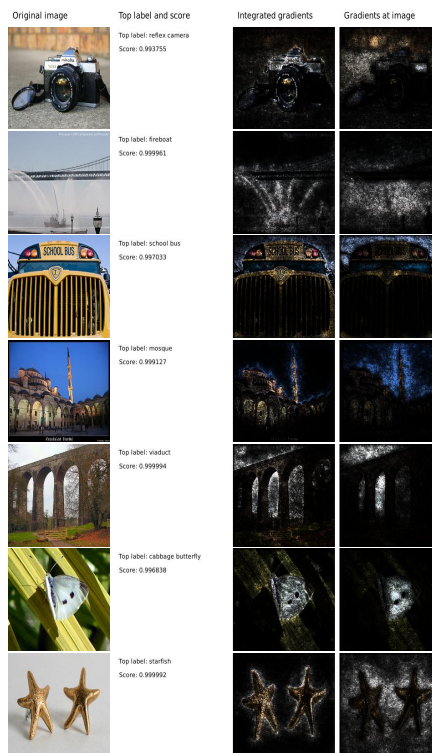 Original image Top label and score Integrated gradients Gradients at image
Top label: reflex camera
Score: 0.993755
Top label: fireboat
Score: 0.999961
SCHOOL BUS
Top label: school bus
Score: 0.997033
Top label: mosque
Score: 0.999127
Top label: viaduct
Score: 0.999994
Top label: cabbage butterfly
Score: 0.996838
Top label: starfish
Score: 0.999992